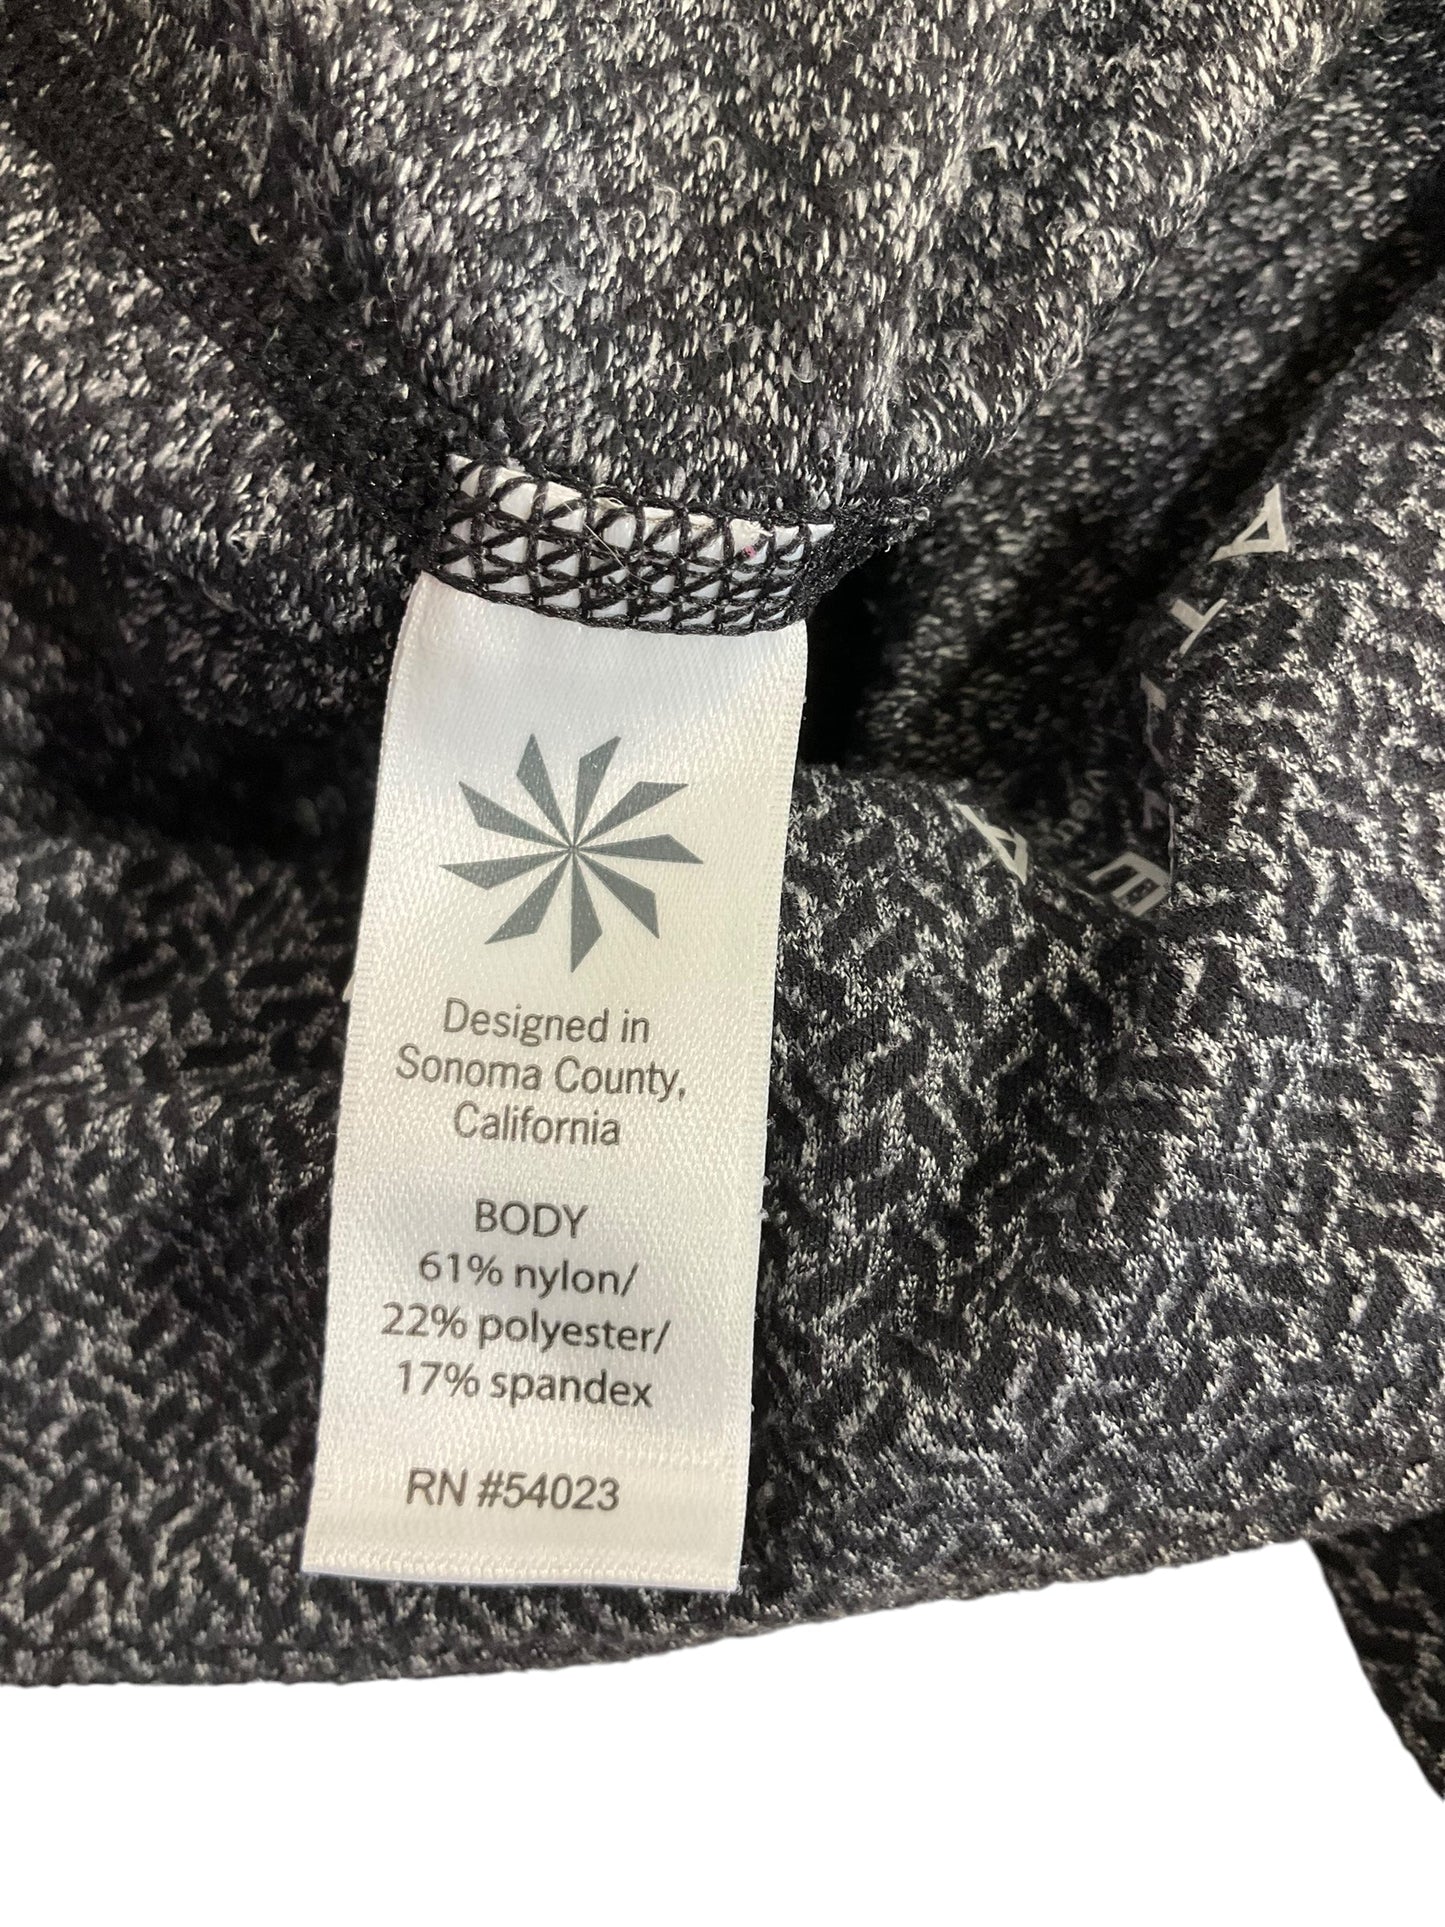 Designed in
Sonoma County,
California
BODY
61% nylon/
22% polyester/
17% spandex
RN #54023